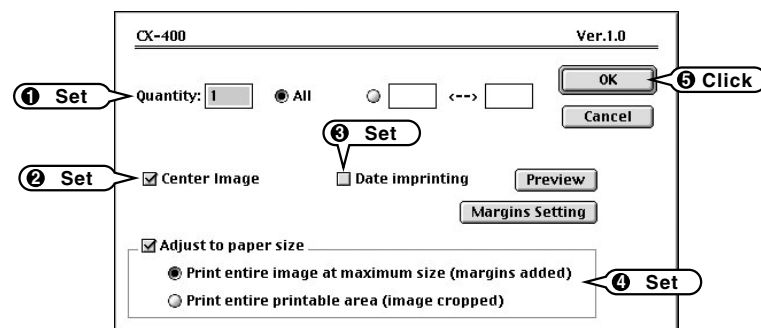 CX-400 Ver.1.0
❶ Set Quantity: 1 All <--> OK ❺ Click
Cancel
❸ Set
❷ Set Center Image Date imprinting Preview
Margins Setting
Adjust to paper size
Print entire image at maximum size (margins added)
❹ Set
Print entire printable area (image cropped)